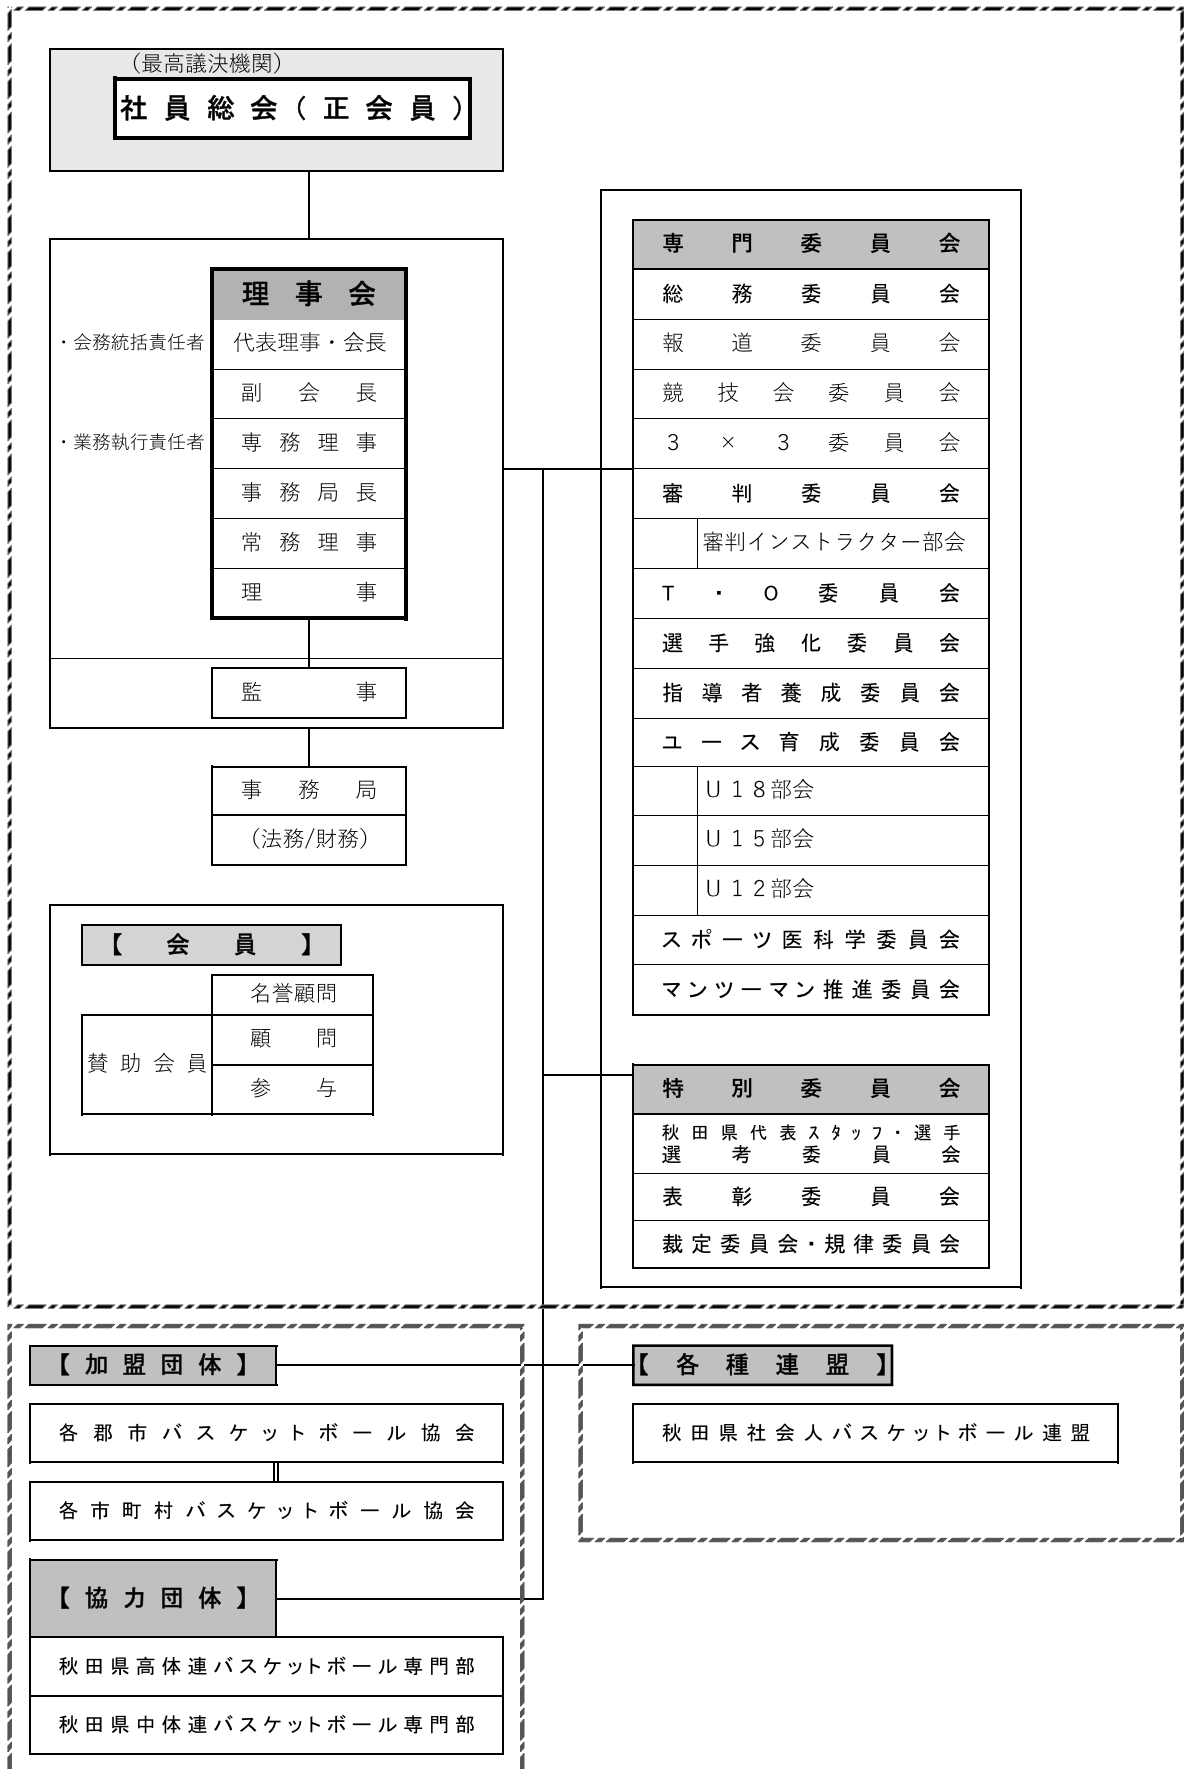 （最高議決機関）
社員総会（正会員）
理事会
・会務統括責任者
代表理事・会長
副会長
・業務執行責任者
専務理事
事務局長
常務理事
理事
監事
事務局
（法務/財務）
【会員】
名誉顧問
賛助会員
顧問
参与
専門委員会
総務委員会
報道委員会
競技会委員会
３×３委員会
審判委員会
審判インストラクター部会
Ｔ・Ｏ委員会
選手強化委員会
指導者養成委員会
ユース育成委員会
Ｕ１８部会
Ｕ１５部会
Ｕ１２部会
スポーツ医科学委員会
マンツーマン推進委員会
特別委員会
秋田県代表スタッフ・選手
選考委員会
表彰委員会
裁定委員会・規律委員会
【加盟団体】
各郡市バスケットボール協会
各市町村バスケットボール協会
【協力団体】
秋田県高体連バスケットボール専門部
秋田県中体連バスケットボール専門部
【各種連盟】
秋田県社会人バスケットボール連盟